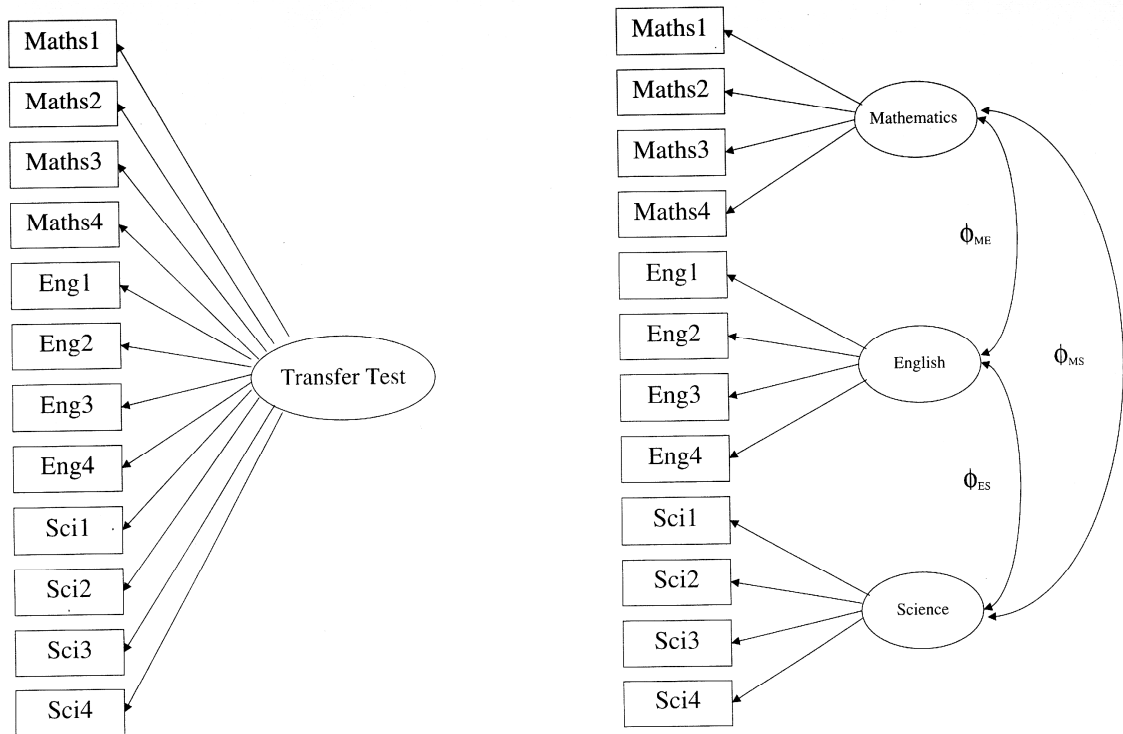 Maths1
Maths2
Maths3
Maths4
Eng1
Eng2
Eng3
Eng4
Sci1
Sci2
Sci3
Sci4
Transfer Test
Maths1
Maths2
Maths3
Maths4
Eng1
Eng2
Eng3
Eng4
Sci1
Sci2
Sci3
Sci4
Mathematics
English
Science
ϕME
ϕMS
ϕES